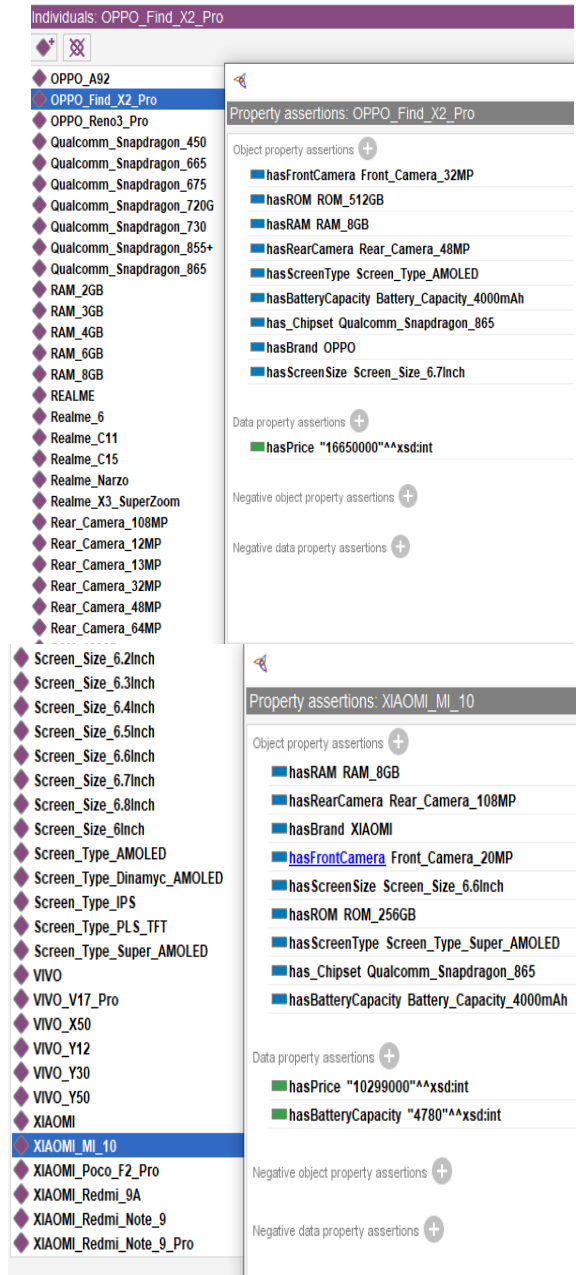 Individuals: OPPO_Find_X2_Pro
OPPO_A92
OPPO_Find_X2_Pro
OPPO_Reno3_Pro
Qualcomm_Snapdragon_450
Qualcomm_Snapdragon_665
Qualcomm_Snapdragon_675
Qualcomm_Snapdragon_720G
Qualcomm_Snapdragon_730
Qualcomm_Snapdragon_855+
Qualcomm_Snapdragon_865
RAM_2GB
RAM_3GB
RAM_4GB
RAM_6GB
RAM_8GB
REALME
Realme_6
Realme_C11
Realme_C15
Realme_Narzo
Realme_X3_SuperZoom
Rear_Camera_108MP
Rear_Camera_12MP
Rear_Camera_13MP
Rear_Camera_32MP
Rear_Camera_48MP
Rear_Camera_64MP
Property assertions: OPPO_Find_X2_Pro
Object property assertions
hasFrontCamera Front_Camera_32MP
hasROM ROM_512GB
hasRAM RAM_8GB
hasRearCamera Rear_Camera_48MP
hasScreenType Screen_Type_AMOLED
hasBatteryCapacity Battery_Capacity_4000mAh
has_Chipset Qualcomm_Snapdragon_865
hasBrand OPPO
hasScreenSize Screen_Size_6.7Inch
Data property assertions
hasPrice "16650000"^^xsd:int
Negative object property assertions
Negative data property assertions
Screen_Size_6.2Inch
Screen_Size_6.3Inch
Screen_Size_6.4Inch
Screen_Size_6.5Inch
Screen_Size_6.6Inch
Screen_Size_6.7Inch
Screen_Size_6.8Inch
Screen_Size_6Inch
Screen_Type_AMOLED
Screen_Type_Dinamyc_AMOLED
Screen_Type_IPS
Screen_Type_PLS_TFT
Screen_Type_Super_AMOLED
VIVO
VIVO_V17_Pro
VIVO_X50
VIVO_Y12
VIVO_Y30
VIVO_Y50
XIAOMI
XIAOMI_MI_10
XIAOMI_Poco_F2_Pro
XIAOMI_Redmi_9A
XIAOMI_Redmi_Note_9
XIAOMI_Redmi_Note_9_Pro
Property assertions: XIAOMI_MI_10
Object property assertions
hasRAM RAM_8GB
hasRearCamera Rear_Camera_108MP
hasBrand XIAOMI
hasFrontCamera Front_Camera_20MP
hasScreenSize Screen_Size_6.6Inch
hasROM ROM_256GB
hasScreenType Screen_Type_Super_AMOLED
has_Chipset Qualcomm_Snapdragon_865
hasBatteryCapacity Battery_Capacity_4000mAh
Data property assertions
hasPrice "10299000"^^xsd:int
hasBatteryCapacity "4780"^^xsd:int
Negative object property assertions
Negative data property assertions